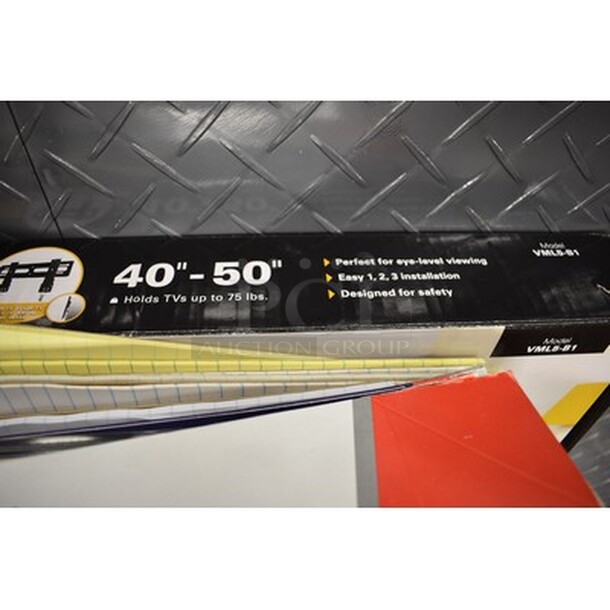 40" - 50"
Holds TVs up to 75 lbs.
Perfect for eye-level viewing
Easy 1, 2, 3 installation
Designed for safety
Model
VML5-B1
Model
VML5-B1
PCI
AUCTION GROUP